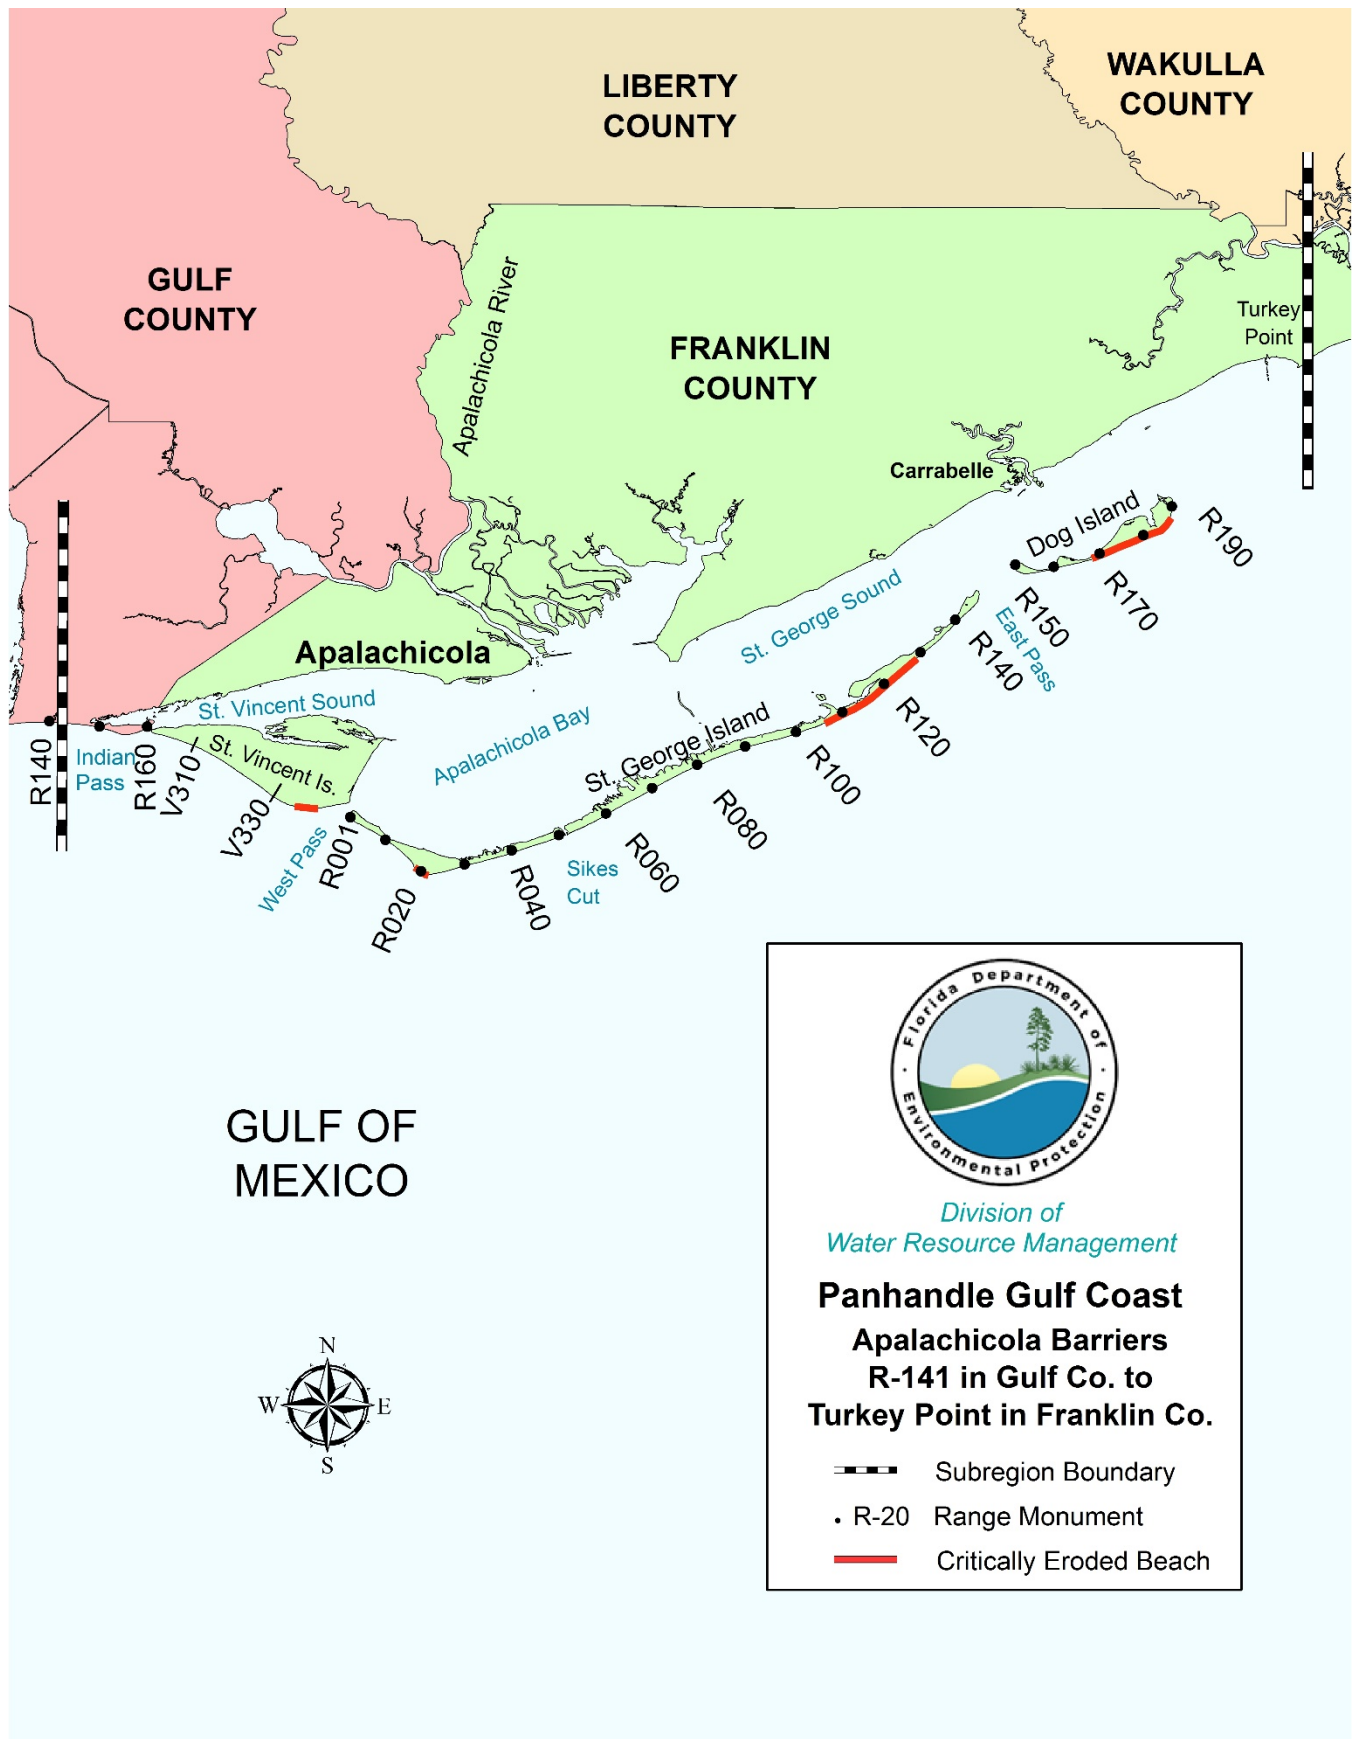 LIBERTY
COUNTY
WAKULLA
COUNTY
GULF
COUNTY
Apalachicola River
FRANKLIN
COUNTY
Turkey
Point
Carrabelle
Dog Island
R190
R170
R150
East Pass
St. George Sound
R140
R120
Apalachicola
St. Vincent Sound
Apalachicola Bay
St. George Island
R100
R080
R060
Sikes
Cut
R040
R020
R001
West Pass
St. Vincent Is.
V330
V310
R160
Indian
Pass
R140
GULF OF
MEXICO
N
W
E
S
Florida Department of
Environmental Protection
Division of
Water Resource Management
Panhandle Gulf Coast
Apalachicola Barriers
R-141 in Gulf Co. to
Turkey Point in Franklin Co.
Subregion Boundary
R-20 Range Monument
Critically Eroded Beach